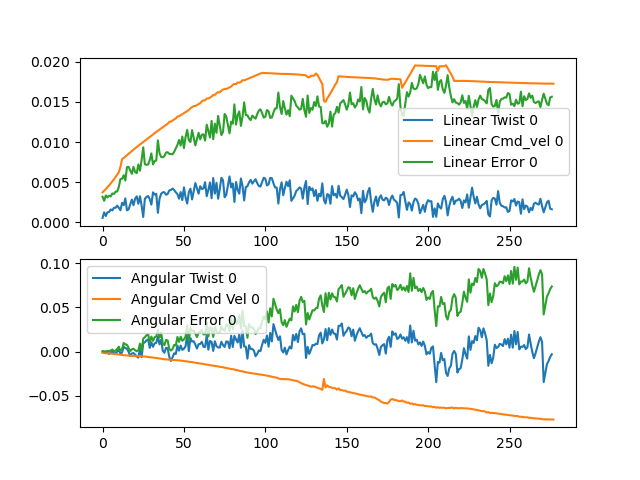 0.020
0.015
0.010
0.005
0.000
Linear Twist 0
Linear Cmd_vel 0
Linear Error 0
0 50 100 150 200 250
0.10
0.05
0.00
−0.05
Angular Twist 0
Angular Cmd Vel 0
Angular Error 0
0 50 100 150 200 250